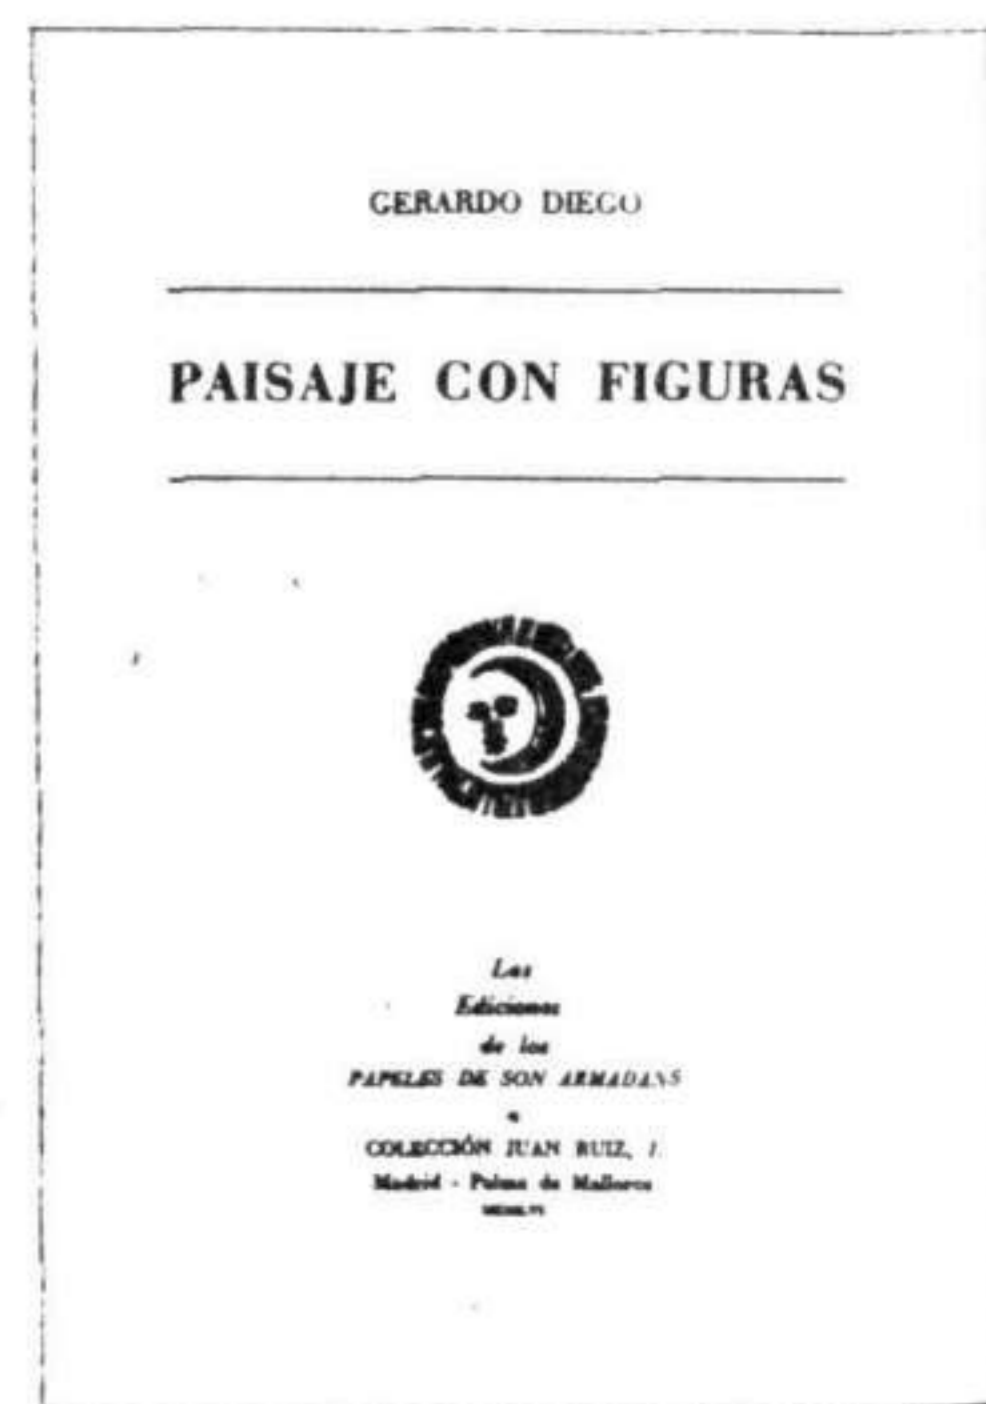 GERARDO DIEGO
PAISAJE CON FIGURAS
Las
Ediciones
de los
PAPELES DE SON ARMADANS
COLECCIÓN JUAN RUIZ, I.
Madrid - Palma de Mallorca